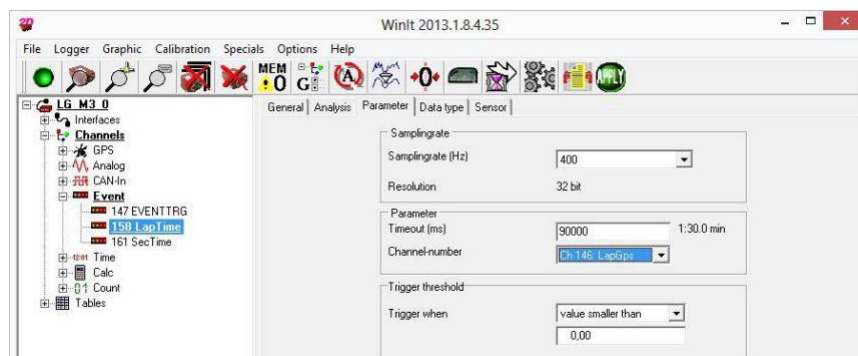 2D
WinIt 2013.1.8.4.35
File Logger Graphic Calibration Specials Options Help
MEM
0
G
A
0
APPLY
LG_M3_0
General Analysis Parameter Data type Sensor
Interfaces
Channels
GPS
Analog
CAN-In
Event
147 EVENTTRG
158 LapTime
161 SecTime
Time
Calc
Count
Tables
Samplingrate
Samplingrate (Hz) 400
Resolution 32 bit
Parameter
Timeout (ms) 90000 1:30.0 min
Channel-number Ch 146: LapGps
Trigger threshold
Trigger when value smaller than
0,00